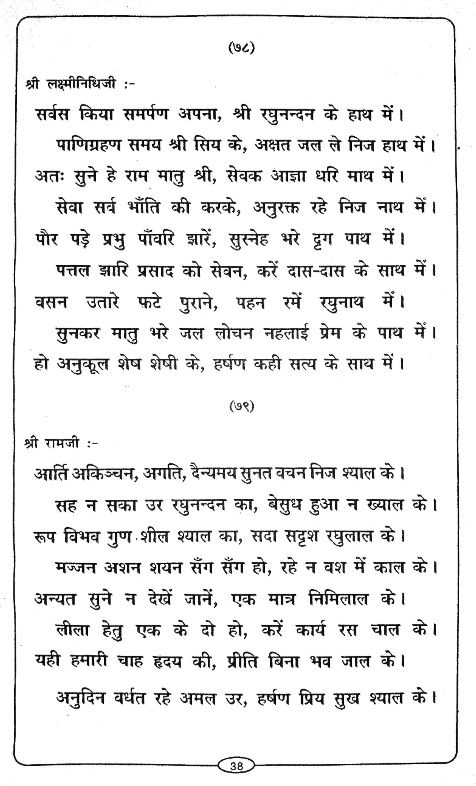 (७८)
श्री लक्ष्मीनिधिजी :-
सर्वस किया समर्पण अपना, श्री रघुनन्दन के हाथ में।
पाणिग्रहण समय श्री सिय के, अक्षत जल ले निज हाथ में।
अतः सुने हे राम मातु श्री, सेवक आज्ञा धरि माथ में।
सेवा सर्व भाँति की करके, अनुरक्त रहे निज नाथ में।
पौर पड़े प्रभु पाँवरि झारें, सुस्नेह भरे दृग पाथ में।
पत्तल झारि प्रसाद को सेवन, करें दास-दास के साथ में।
वसन उतारे फटे पुराने, पहन रमें रघुनाथ में।
सुनकर मातु भरे जल लोचन नहलाई प्रेम के पाथ में।
हो अनुकूल शेष शेषी के, हर्षण कही सत्य के साथ में।
(७९)
श्री रामजी :-
आर्ति अकिञ्चन, अगति, दैन्यमय सुनत वचन निज श्याल के।
सह न सका उर रघुनन्दन का, बेसुध हुआ न ख्याल के।
रूप विभव गुण शील श्याल का, सदा सदृश रघुलाल के।
मज्जन अशन शयन सँग सँग हो, रहे न वश में काल के।
अन्यत सुने न देखें जानें, एक मात्र निमिलाल के।
लीला हेतु एक के दो हो, करें कार्य रस चाल के।
यही हमारी चाह हृदय की, प्रीति बिना भव जाल के।
अनुदिन वर्धत रहे अमल उर, हर्षण प्रिय सुख श्याल के।
38